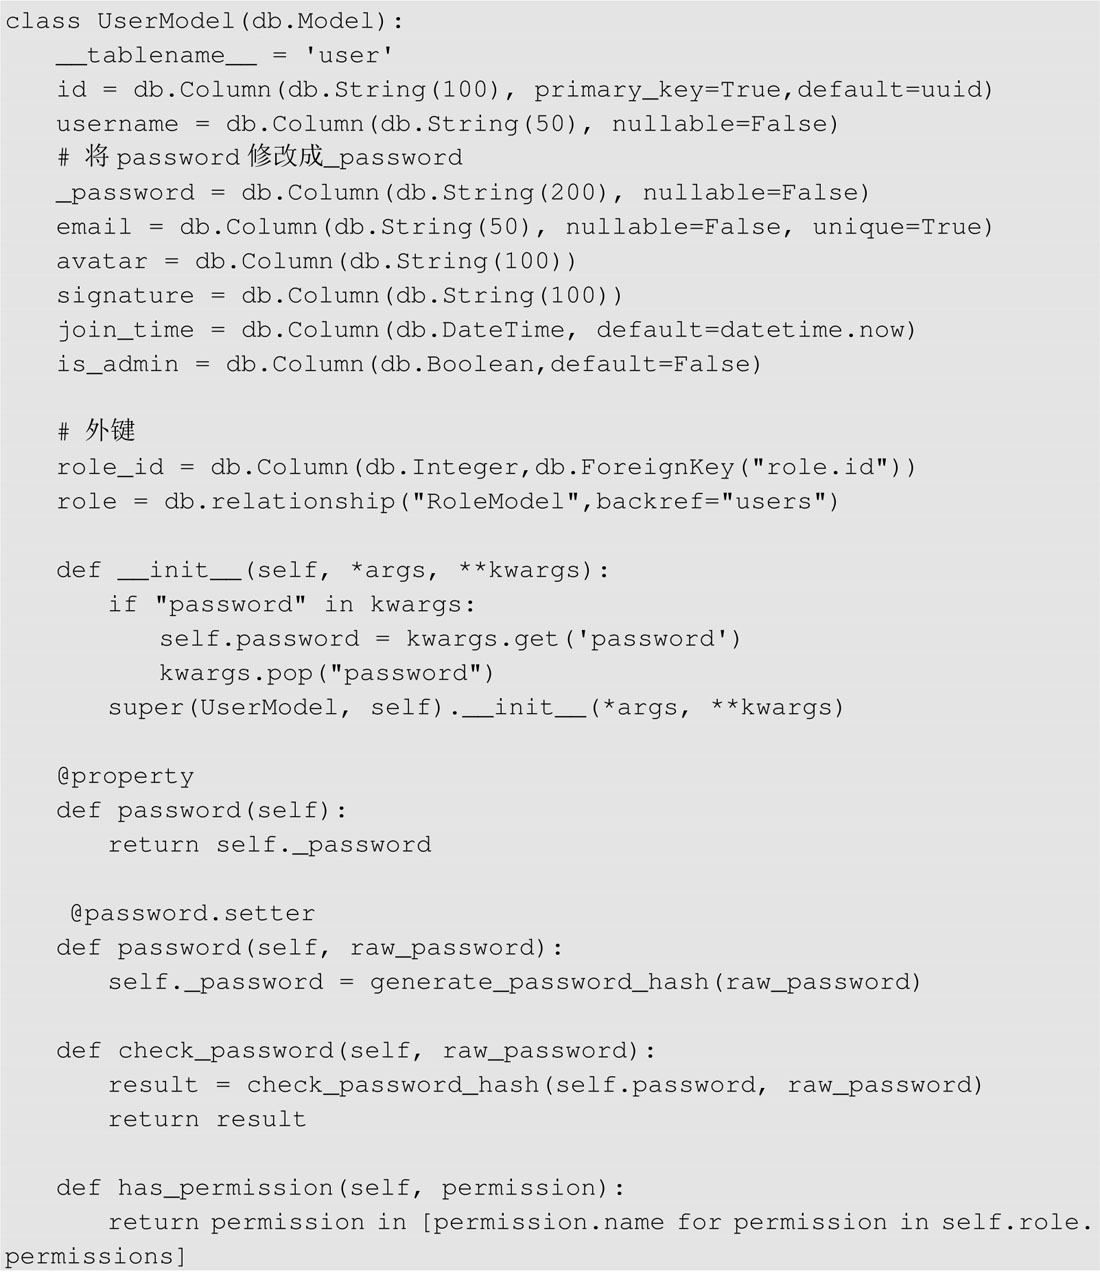 class UserModel(db.Model):
    __tablename__ = 'user'
    id = db.Column(db.String(100), primary_key=True,default=uuid)
    username = db.Column(db.String(50), nullable=False)
    # 将password修改成_password
    _password = db.Column(db.String(200), nullable=False)
    email = db.Column(db.String(50), nullable=False, unique=True)
    avatar = db.Column(db.String(100))
    signature = db.Column(db.String(100))
    join_time = db.Column(db.DateTime, default=datetime.now)
    is_admin = db.Column(db.Boolean,default=False)

    # 外键
    role_id = db.Column(db.Integer,db.ForeignKey("role.id"))
    role = db.relationship("RoleModel",backref="users")

    def __init__(self, *args, **kwargs):
        if "password" in kwargs:
            self.password = kwargs.get('password')
            kwargs.pop("password")
        super(UserModel, self).__init__(*args, **kwargs)

    @property
    def password(self):
        return self._password

     @password.setter
    def password(self, raw_password):
        self._password = generate_password_hash(raw_password)

    def check_password(self, raw_password):
        result = check_password_hash(self.password, raw_password)
        return result

    def has_permission(self, permission):
        return permission in [permission.name for permission in self.role.
permissions]